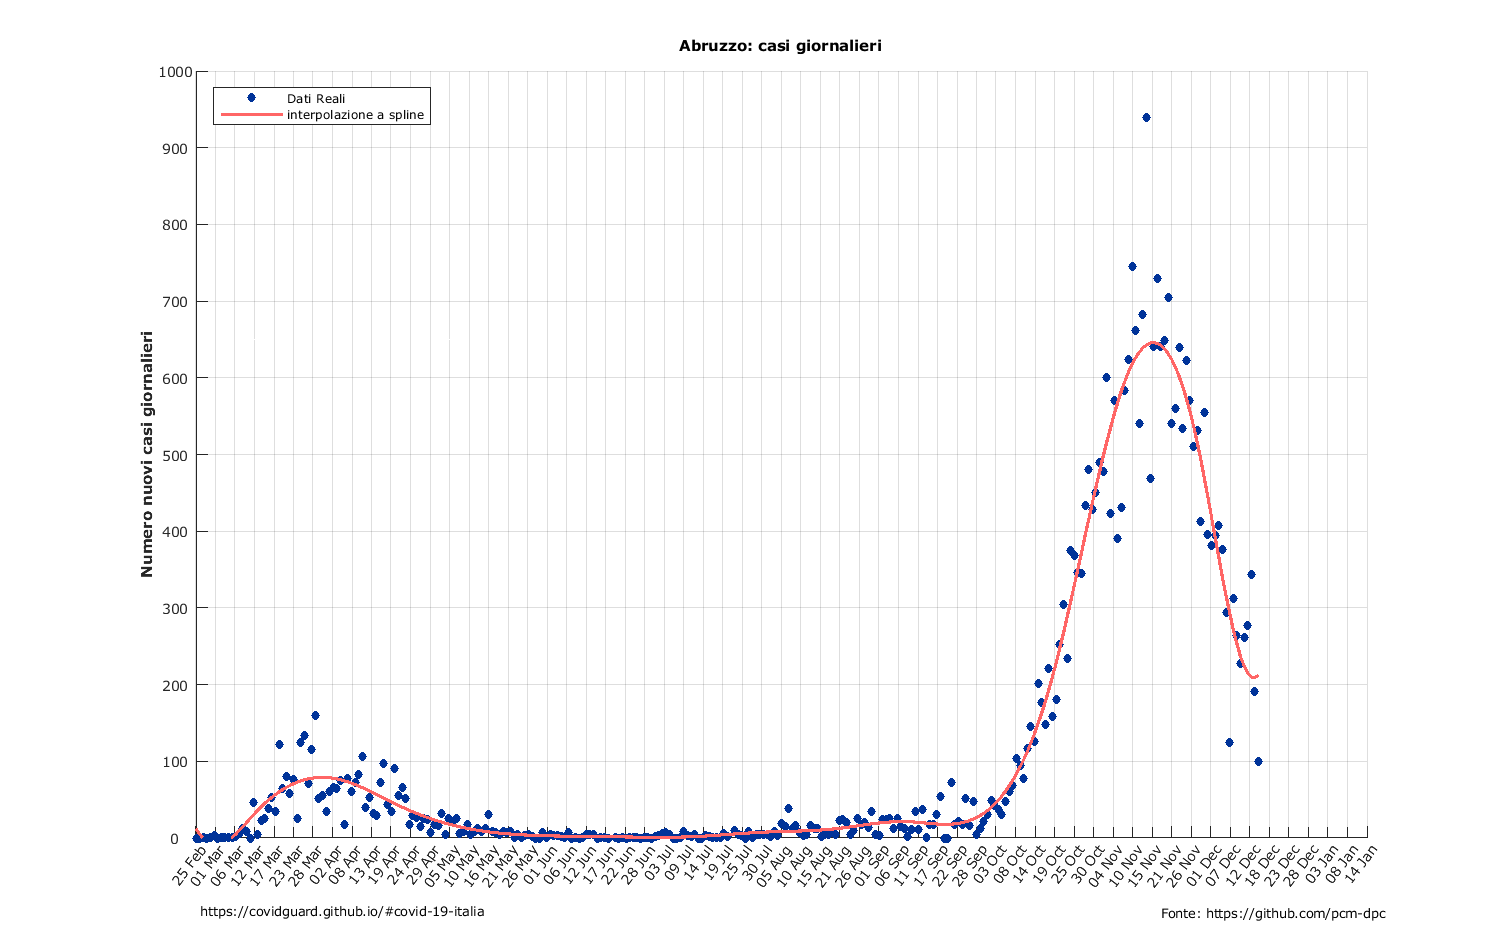 Abruzzo: casi giornalieri
Dati Reali
interpolazione a spline
Numero nuovi casi giornalieri
1000
900
800
700
600
500
400
300
200
100
0
25 Feb
01 Mar
06 Mar
12 Mar
17 Mar
23 Mar
28 Mar
02 Apr
08 Apr
13 Apr
19 Apr
24 Apr
29 Apr
05 May
10 May
16 May
21 May
26 May
01 Jun
06 Jun
12 Jun
17 Jun
22 Jun
28 Jun
03 Jul
09 Jul
14 Jul
19 Jul
25 Jul
30 Jul
05 Aug
10 Aug
15 Aug
21 Aug
26 Aug
01 Sep
06 Sep
11 Sep
17 Sep
22 Sep
28 Sep
03 Oct
08 Oct
14 Oct
19 Oct
25 Oct
30 Oct
04 Nov
10 Nov
15 Nov
21 Nov
26 Nov
01 Dec
07 Dec
12 Dec
18 Dec
23 Dec
28 Dec
03 Jan
08 Jan
14 Jan
https://covidguard.github.io/#covid-19-italia
Fonte: https://github.com/pcm-dpc